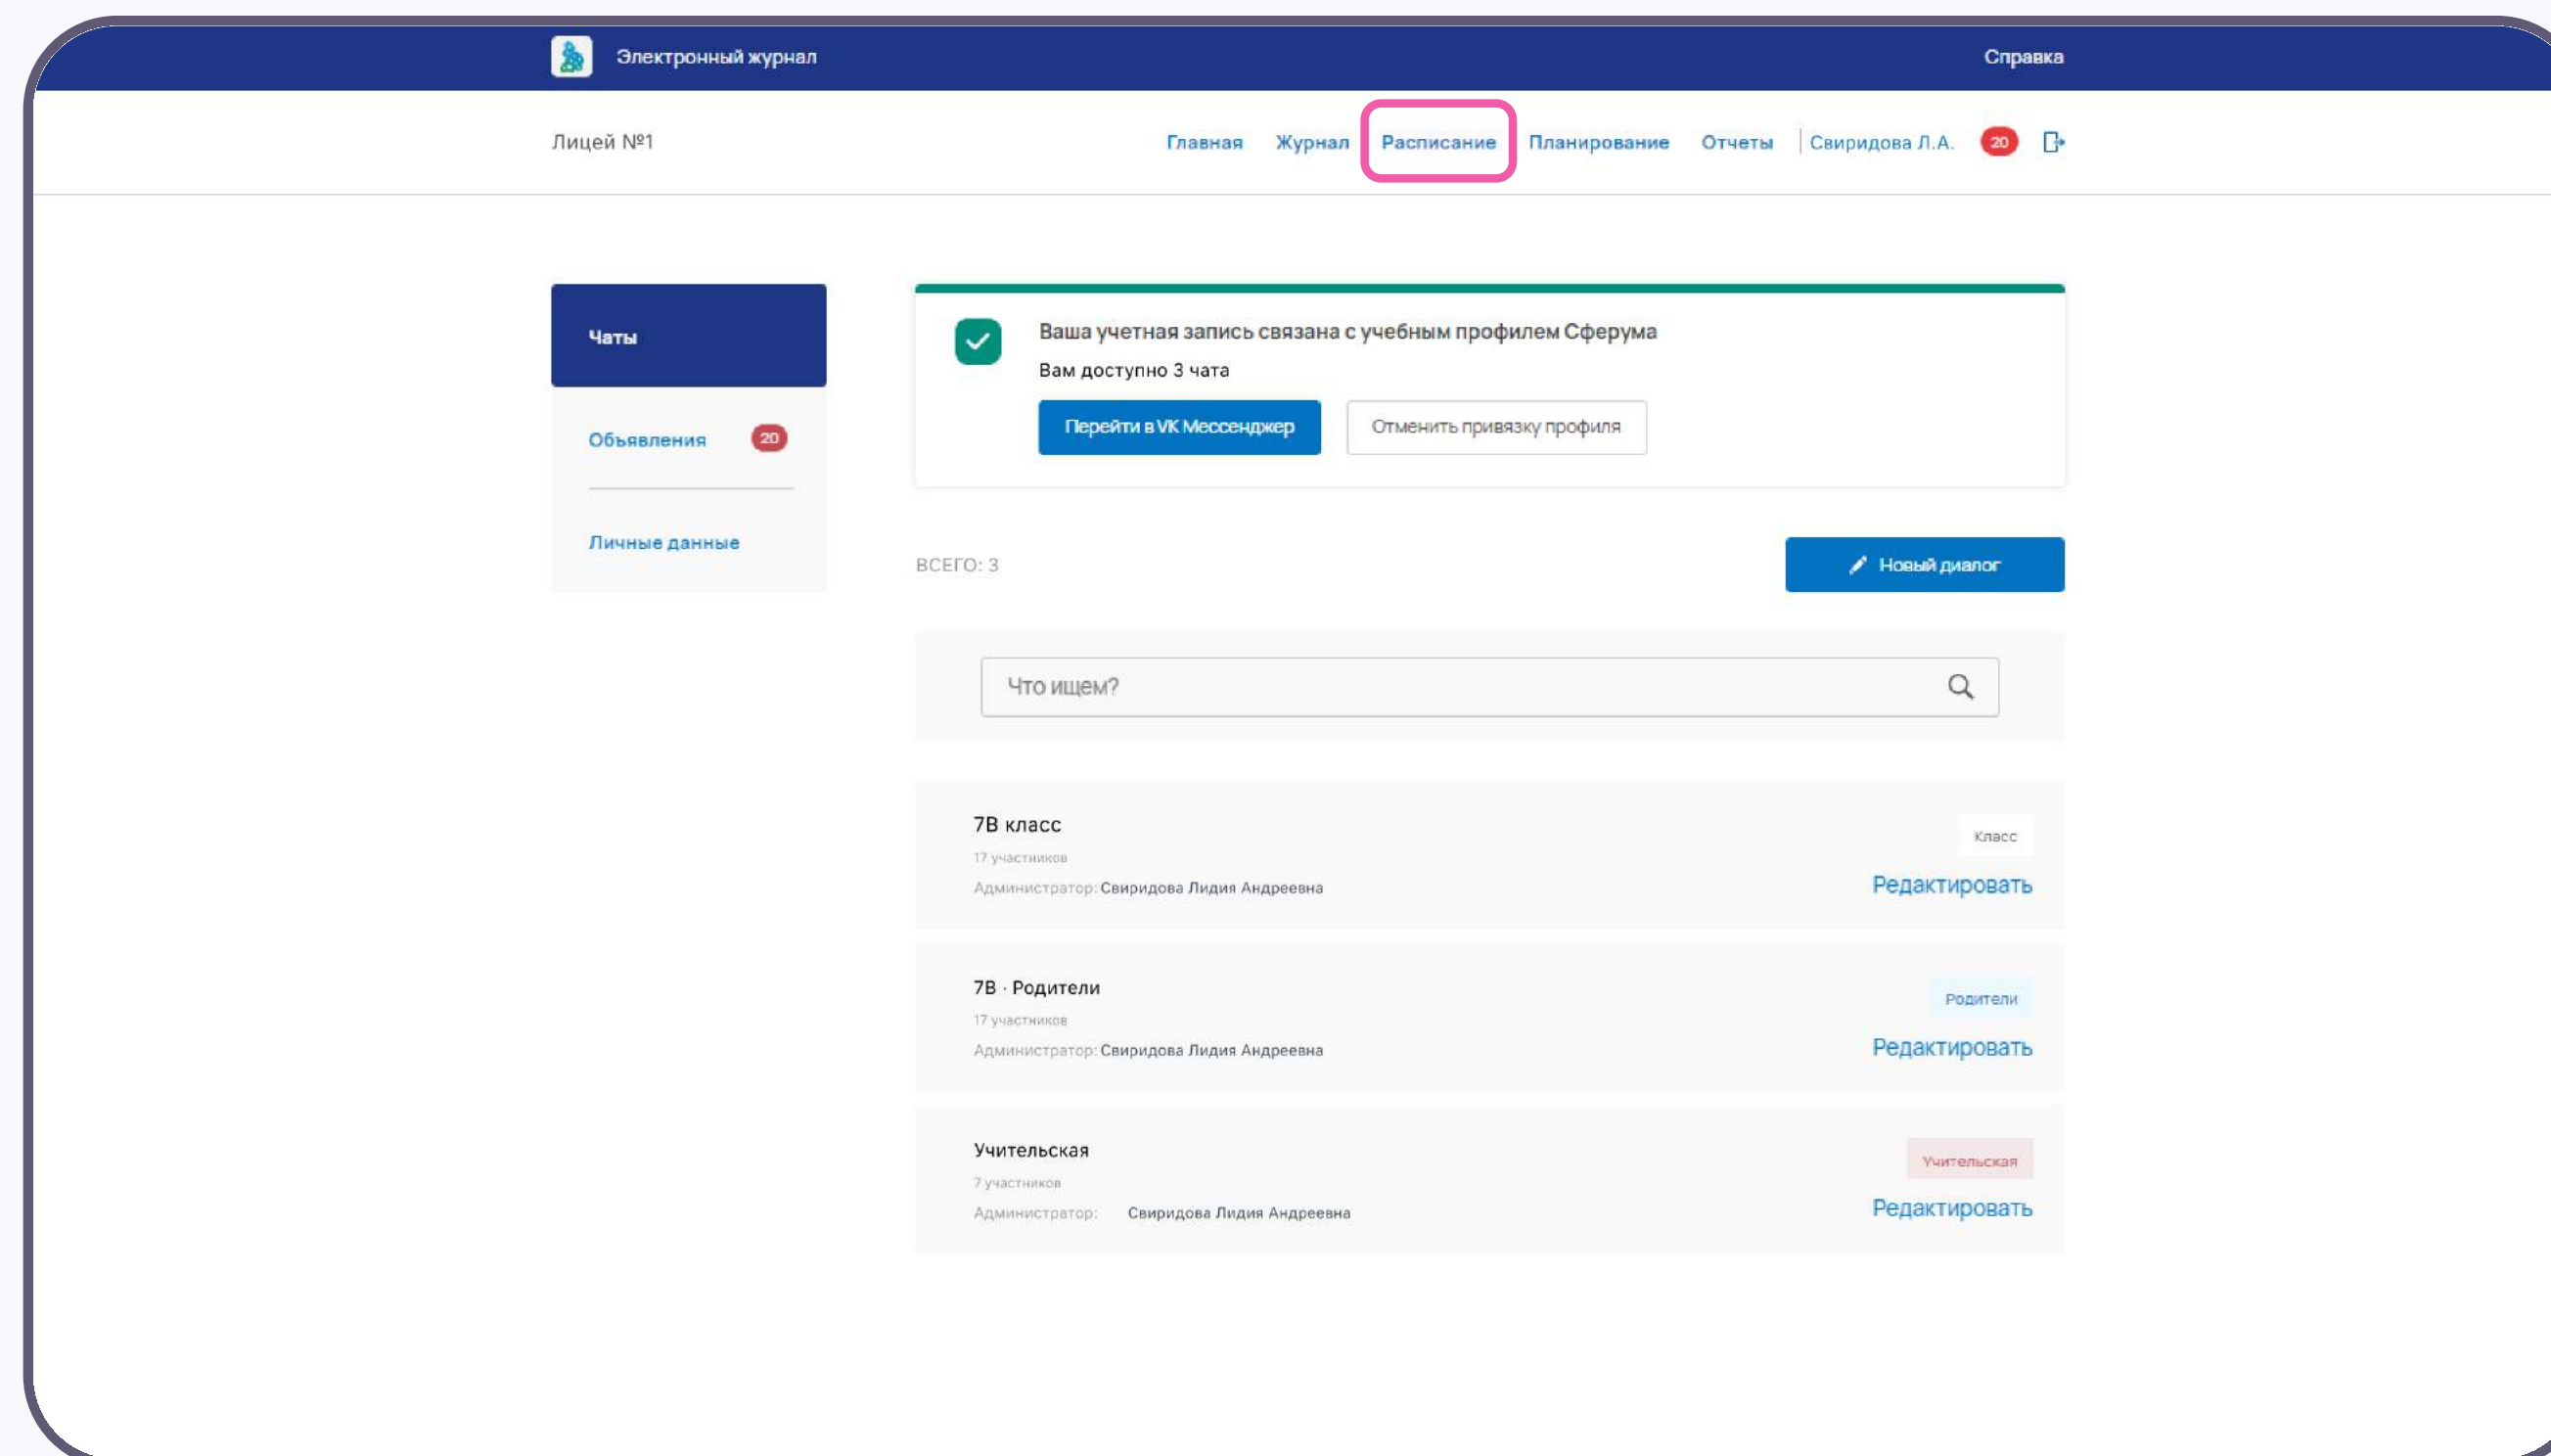 Электронный журнал
Справка
Лицей №1
Главная Журнал Расписание Планирование Отчеты Свиридова Л.А. 20
Чаты
Объявления 20
Личные данные
Ваша учетная запись связана с учебным профилем Сферума
Вам доступно 3 чата
Перейти в VK Мессенджер Отменить привязку профиля
ВСЕГО: 3
Новый диалог
Что ищем?
7В класс
17 участников
Администратор: Свиридова Лидия Андреевна
Класс
Редактировать
7В · Родители
17 участников
Администратор: Свиридова Лидия Андреевна
Родители
Редактировать
Учительская
7 участников
Администратор: Свиридова Лидия Андреевна
Учительская
Редактировать